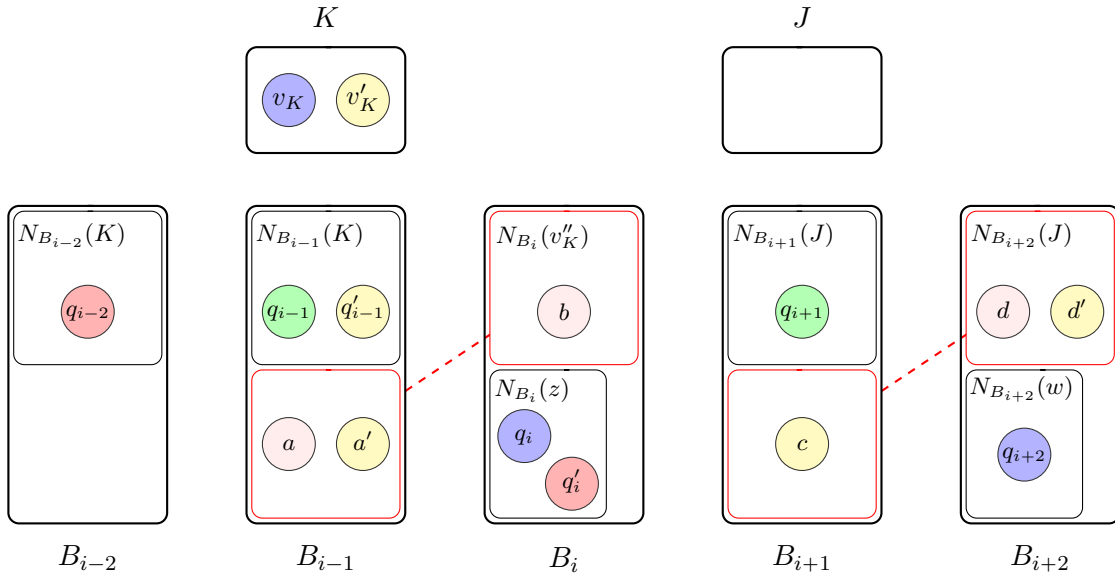 K J
v_K v'_K
N_{B_{i-2}}(K) N_{B_{i-1}}(K) N_{B_i}(v''_K) N_{B_{i+1}}(J) N_{B_{i+2}}(J)
q_{i-2} q_{i-1} q'_{i-1} b q_{i+1} d d'
N_{B_i}(z) N_{B_{i+2}}(w)
a a' q_i c q_{i+2}
q'_i
B_{i-2} B_{i-1} B_i B_{i+1} B_{i+2}